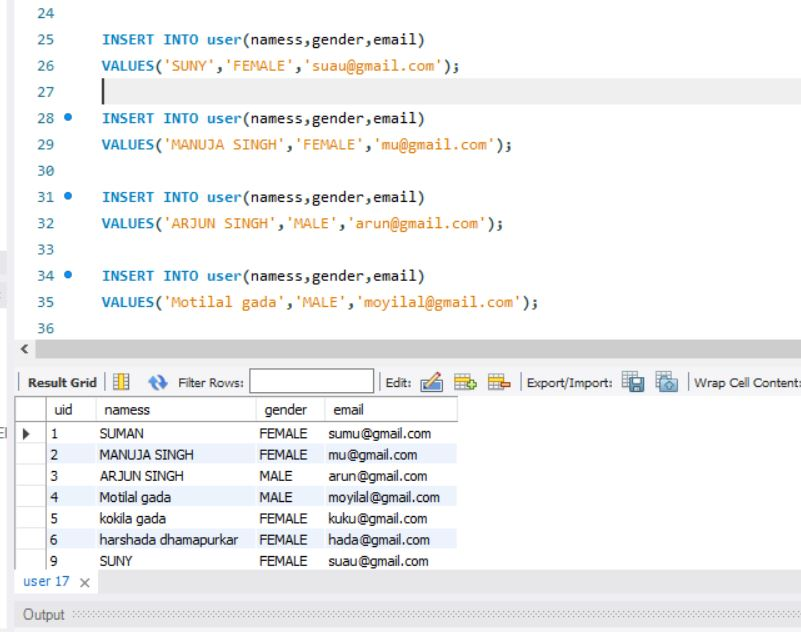 24
25 INSERT INTO user(namess,gender,email)
26 VALUES('SUNY','FEMALE','suau@gmail.com');
27
28 INSERT INTO user(namess,gender,email)
29 VALUES('MANUJA SINGH','FEMALE','mu@gmail.com');
30
31 INSERT INTO user(namess,gender,email)
32 VALUES('ARJUN SINGH','MALE','arun@gmail.com');
33
34 INSERT INTO user(namess,gender,email)
35 VALUES('Motilal gada','MALE','moyilal@gmail.com');
36
Result Grid Filter Rows: Edit: Export/Import: Wrap Cell Content:
uid namess gender email
1 SUMAN FEMALE sumu@gmail.com
2 MANUJA SINGH FEMALE mu@gmail.com
3 ARJUN SINGH MALE arun@gmail.com
4 Motilal gada MALE moyilal@gmail.com
5 kokila gada FEMALE kuku@gmail.com
6 harshada dhamapurkar FEMALE hada@gmail.com
9 SUNY FEMALE suau@gmail.com
user 17
Output